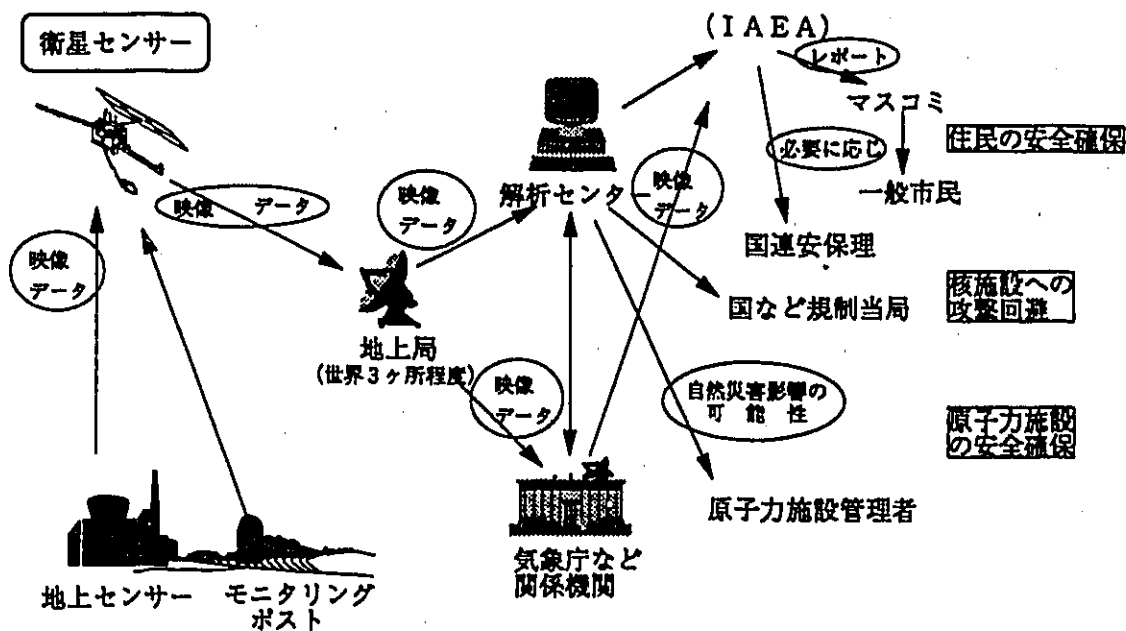 衛星センサー
(IAEA)
レポート
マスコミ
住民の安全確保
必要に応じ
一般市民
映像 データ
映像
データ
解析センター
映像
データ
国連安保理
映像
データ
国など規制当局
核施設への
攻撃回避
地上局
(世界3ヶ所程度)
映像
データ
自然災害影響の
可能性
原子力施設
の安全確保
原子力施設管理者
気象庁など
関係機関
地上センサー
モニタリング
ポスト